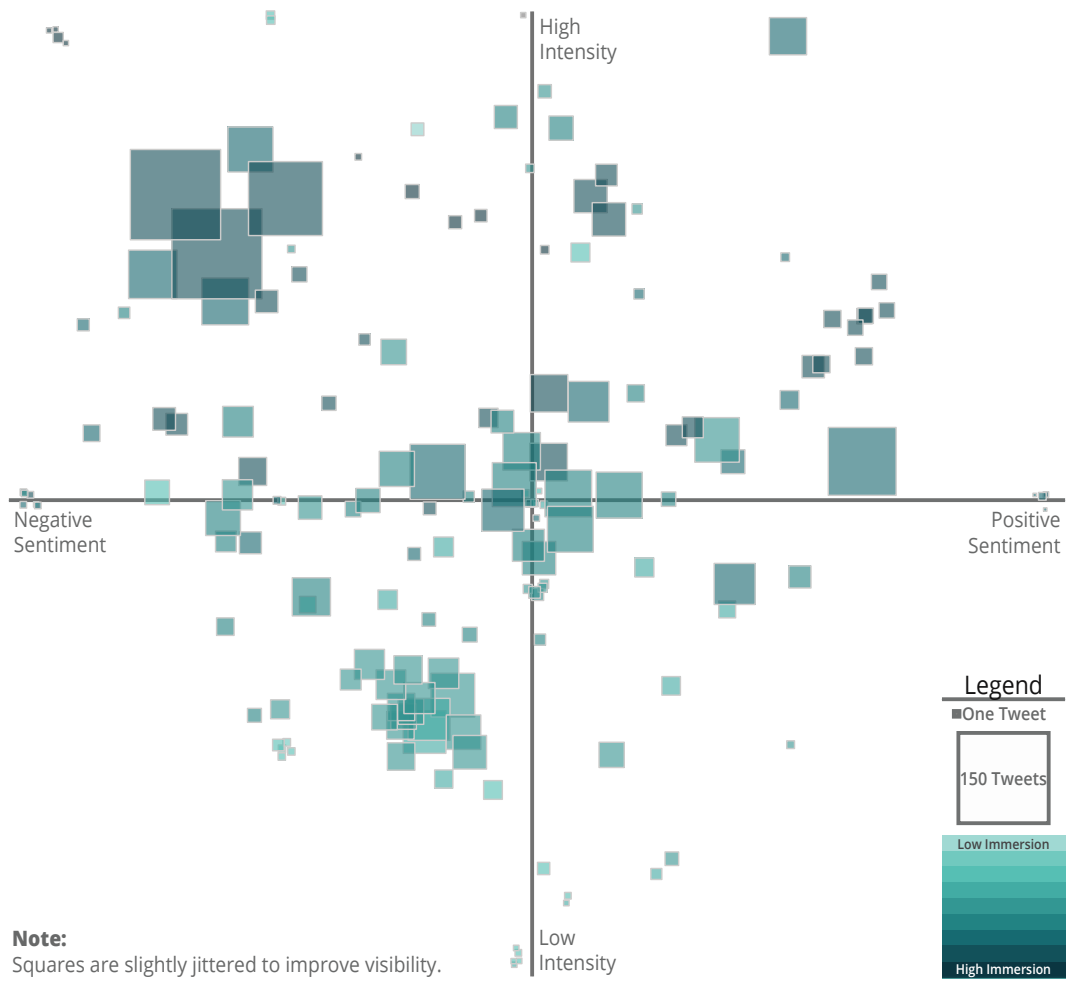 High
Intensity
Negative
Sentiment
Positive
Sentiment
Legend
One Tweet
150 Tweets
Low Immersion
High Immersion
Low
Intensity
Note:
Squares are slightly jittered to improve visibility.